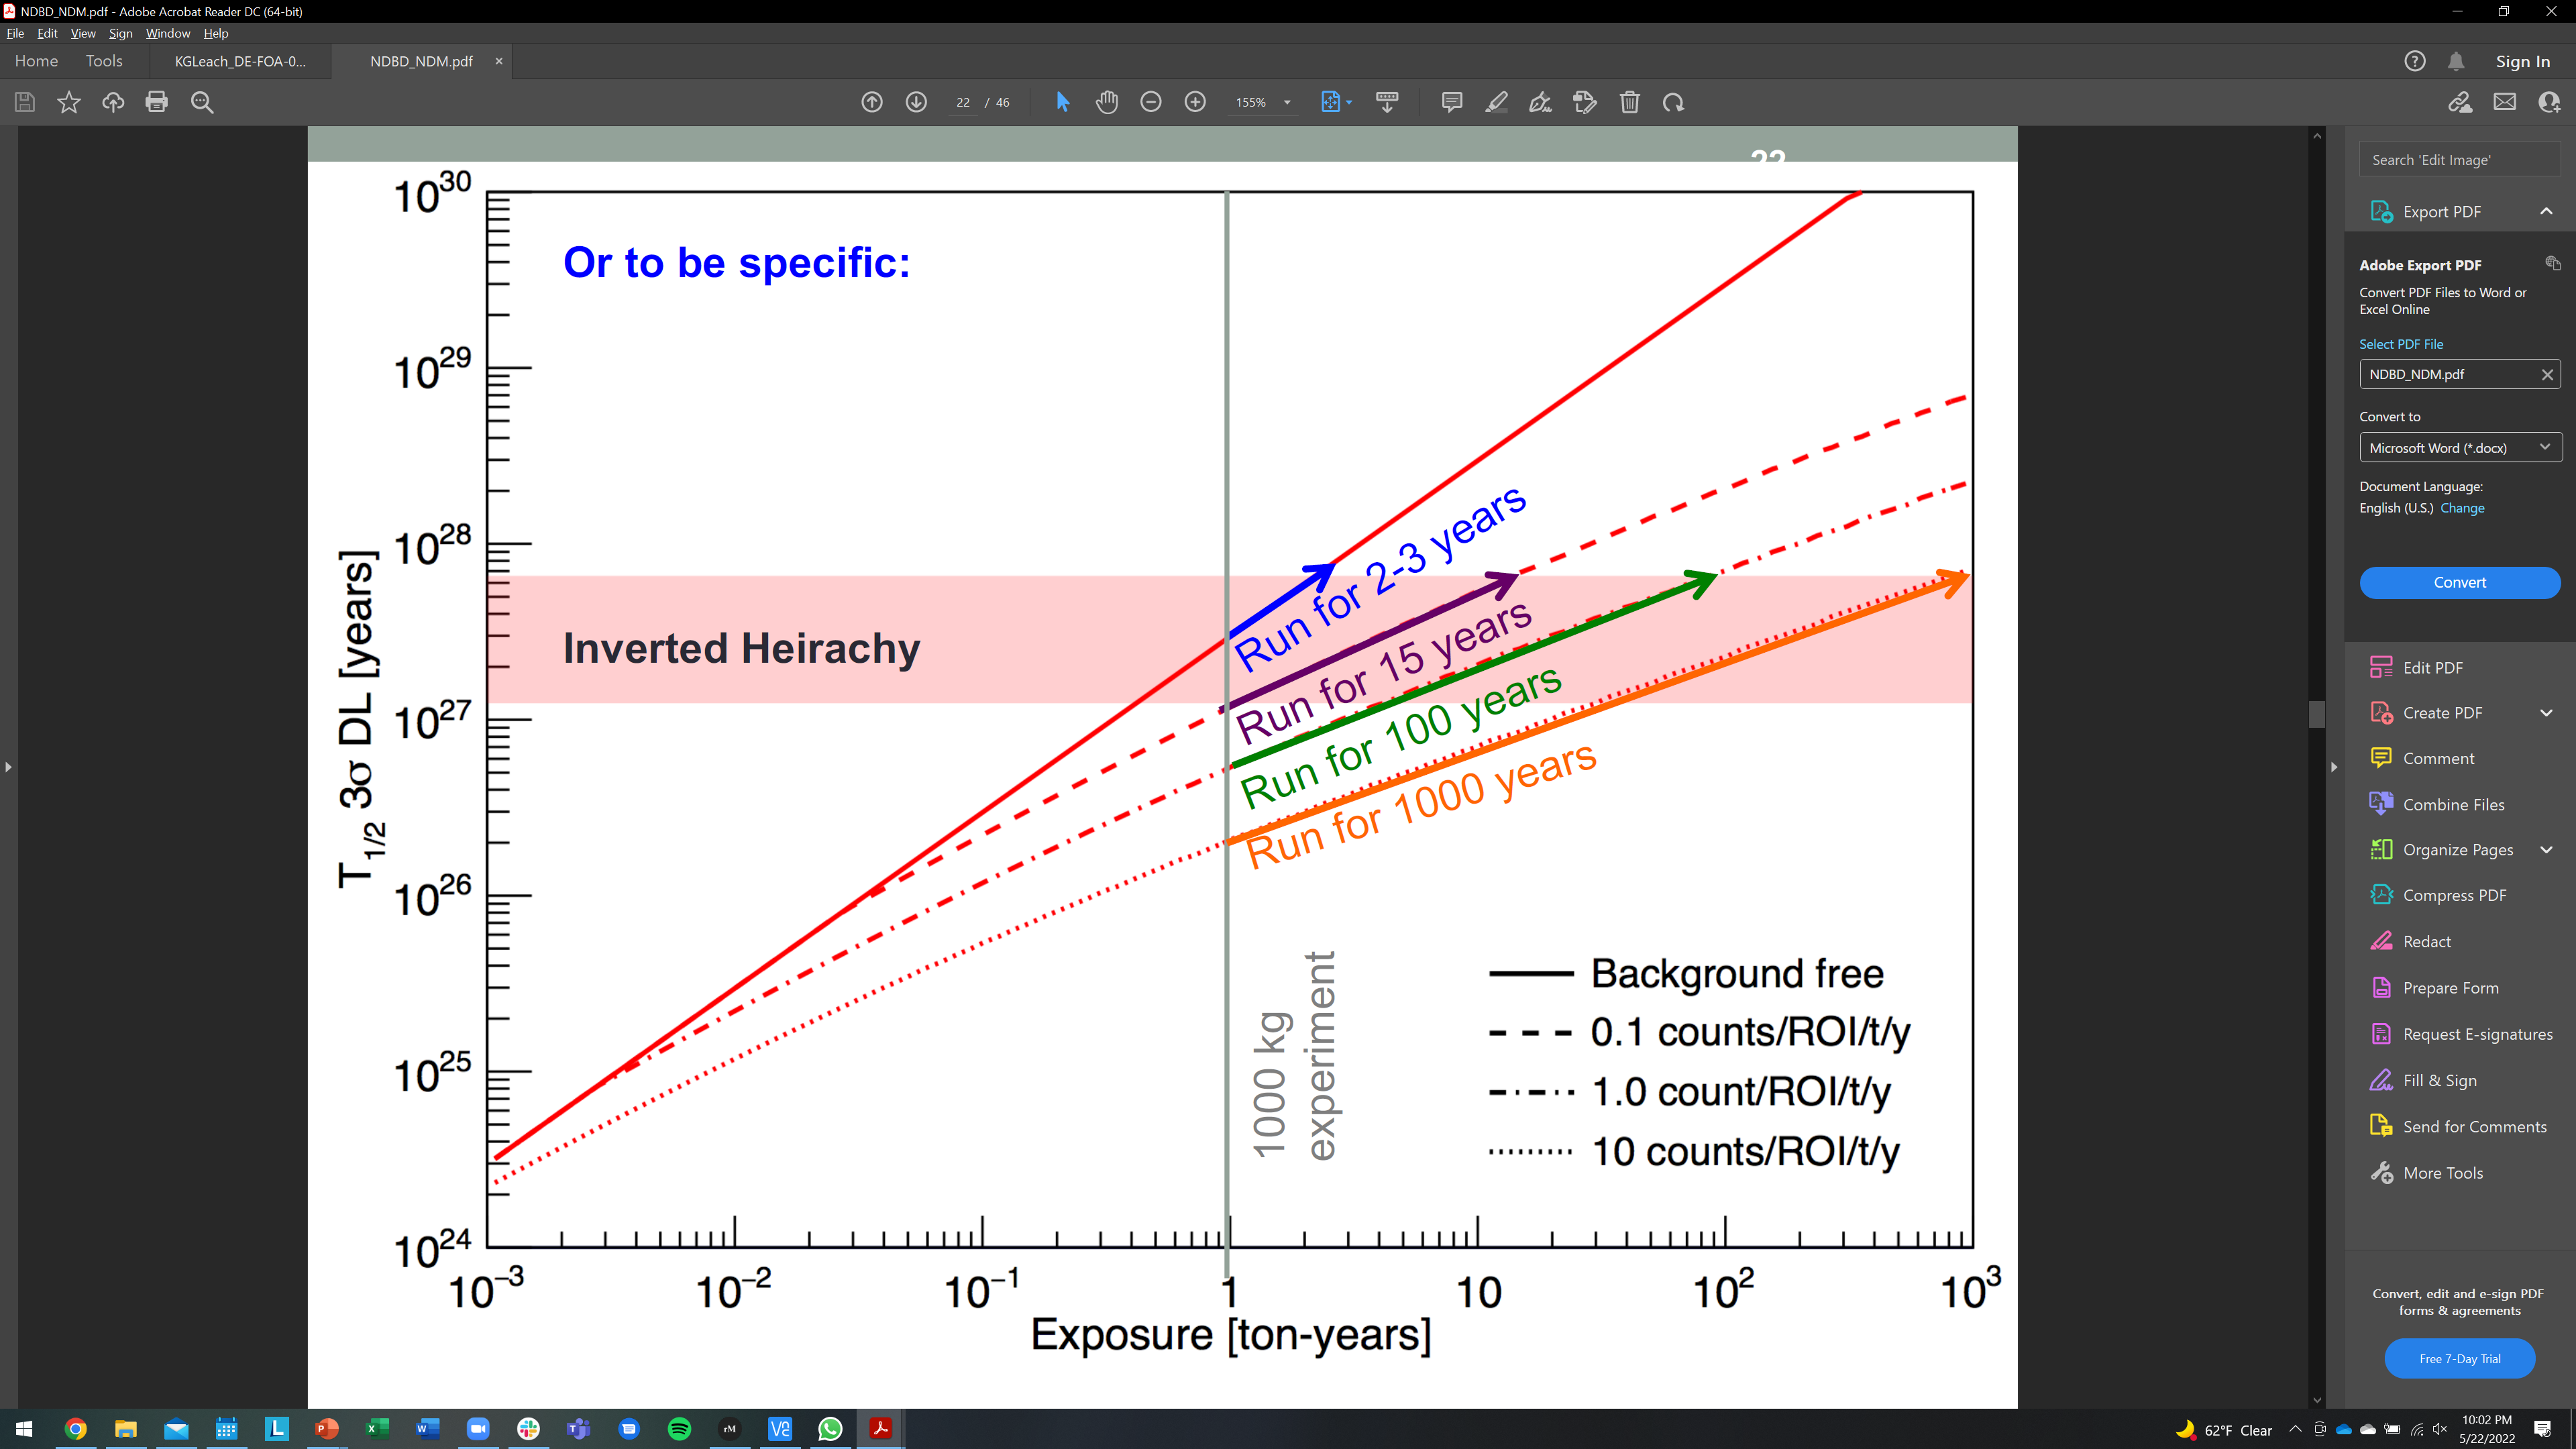 NDBD_NDM.pdf - Adobe Acrobat Reader DC (64-bit)
File Edit View Sign Window Help
Home Tools KGLeach_DE-FOA-0... NDBD_NDM.pdf × Sign In
22 / 46 155%
22
Or to be specific:
Inverted Heirachy
Run for 2-3 years
Run for 15 years
Run for 100 years
Run for 1000 years
1000 kg
experiment
Background free
0.1 counts/ROI/t/y
1.0 count/ROI/t/y
10 counts/ROI/t/y
T1/2 3σ DL [years]
10^30
10^29
10^28
10^27
10^26
10^25
10^24
10^−3 10^−2 10^−1 1 10 10^2 10^3
Exposure [ton-years]
Search 'Edit Image'
Export PDF
Adobe Export PDF
Convert PDF Files to Word or
Excel Online
Select PDF File
NDBD_NDM.pdf
Convert to
Microsoft Word (*.docx)
Document Language:
English (U.S.) Change
Convert
Edit PDF
Create PDF
Comment
Combine Files
Organize Pages
Compress PDF
Redact
Prepare Form
Request E-signatures
Fill & Sign
Send for Comments
More Tools
Convert, edit and e-sign PDF
forms & agreements
Free 7-Day Trial
62°F Clear
10:02 PM
5/22/2022